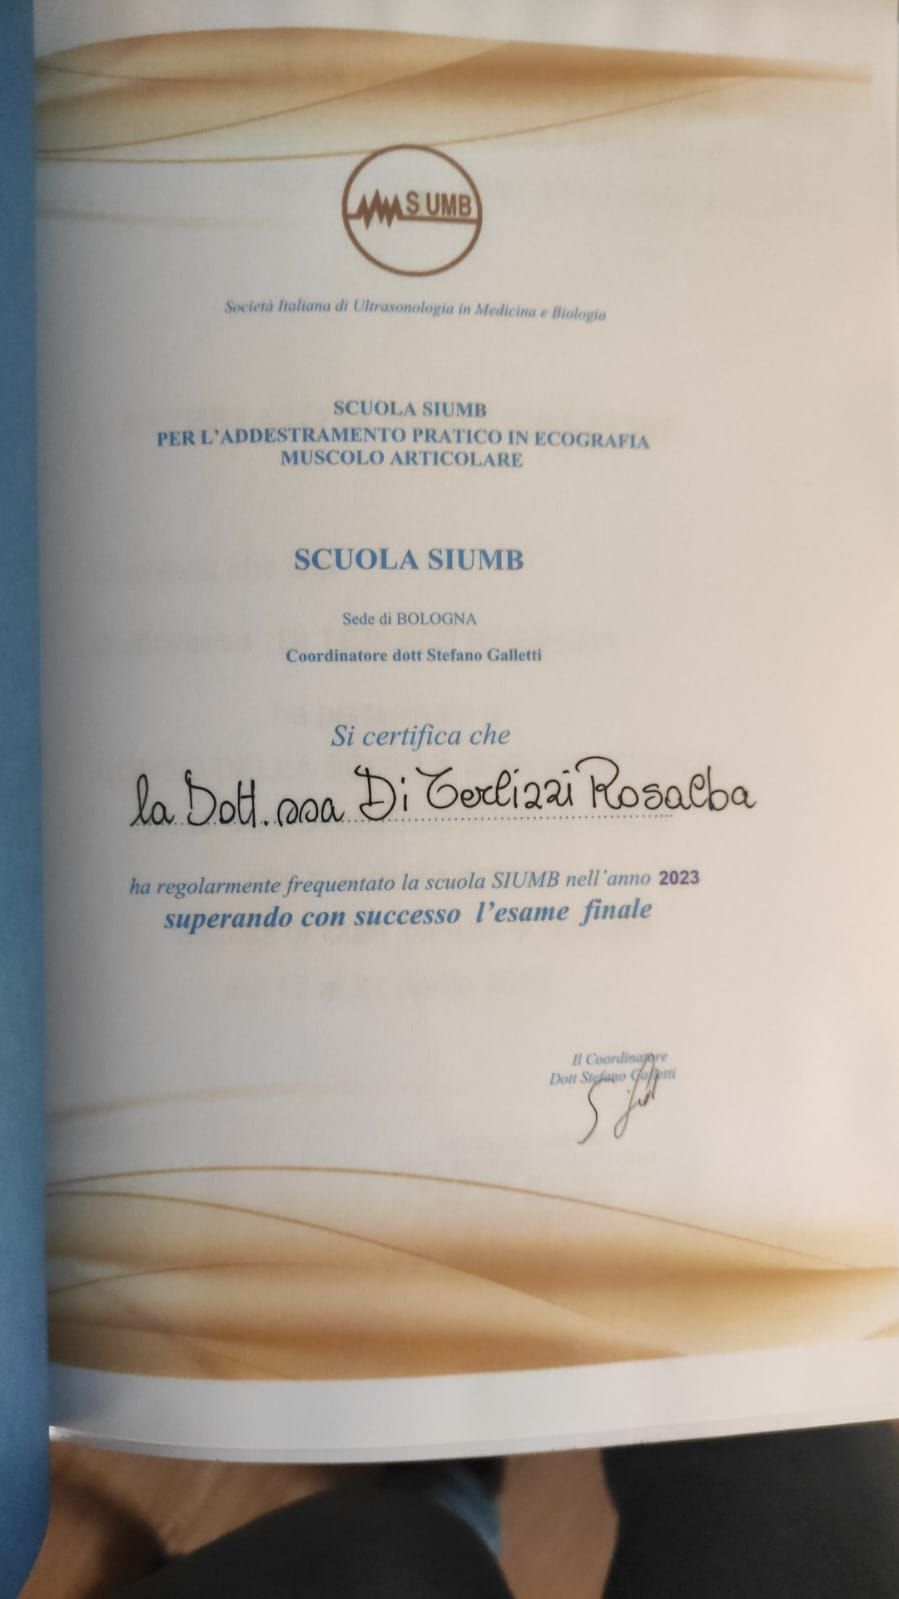 SIUMB
Società Italiana di Ultrasonologia in Medicina e Biologia
SCUOLA SIUMB
PER L'ADDESTRAMENTO PRATICO IN ECOGRAFIA
MUSCOLO ARTICOLARE
SCUOLA SIUMB
Sede di BOLOGNA
Coordinatore dott Stefano Galletti
Si certifica che
la Dott.ssa Di Terlizzi Rosalba
ha regolarmente frequentato la scuola SIUMB nell'anno 2023
superando con successo l'esame finale
Il Coordinatore
Dott Stefano Galletti